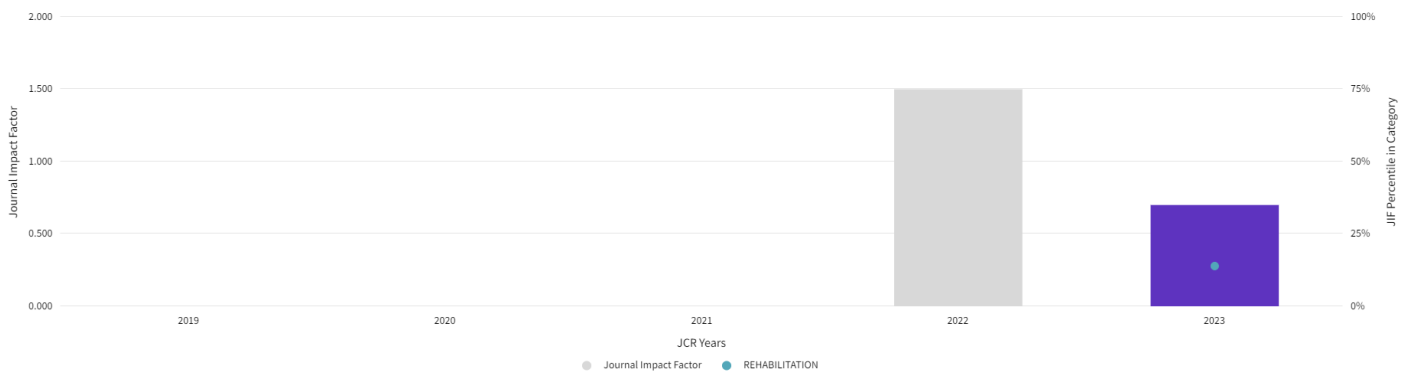 2.000
1.500
1.000
0.500
0.000
Journal Impact Factor
100%
75%
50%
25%
0%
JIF Percentile in Category
2019 2020 2021 2022 2023
JCR Years
Journal Impact Factor REHABILITATION